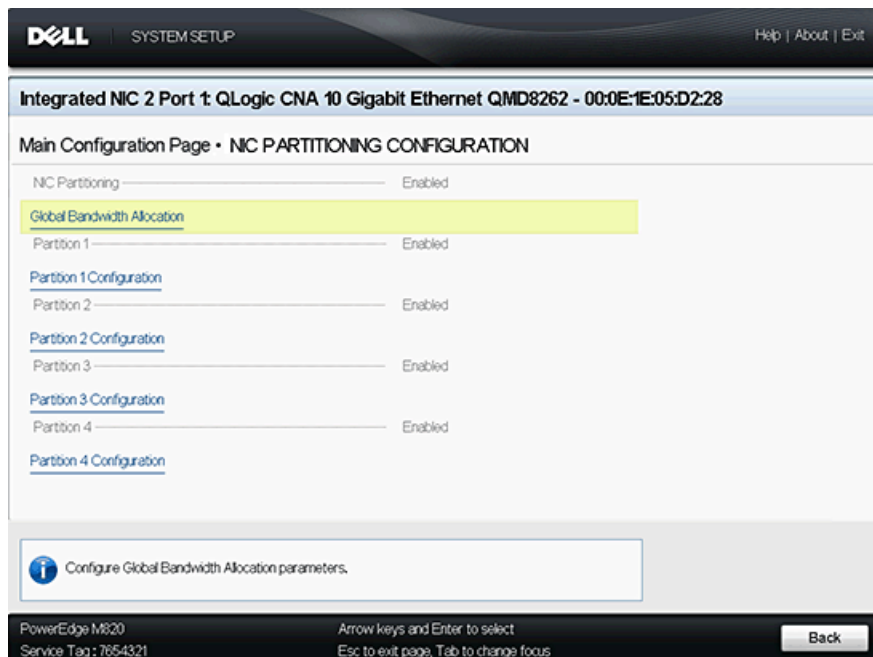 DELL SYSTEM SETUP Help | About | Exit
Integrated NIC 2 Port 1: QLogic CNA 10 Gigabit Ethernet QMD8262 - 00:0E:1E:05:D2:28
Main Configuration Page • NIC PARTITIONING CONFIGURATION
NIC Partitioning Enabled
Global Bandwidth Allocation
Partition 1 Enabled
Partition 1 Configuration
Partition 2 Enabled
Partition 2 Configuration
Partition 3 Enabled
Partition 3 Configuration
Partition 4 Enabled
Partition 4 Configuration
Configure Global Bandwidth Allocation parameters.
PowerEdge M820 Arrow keys and Enter to select Back
Service Tag : 7654321 Esc to exit page, Tab to change focus